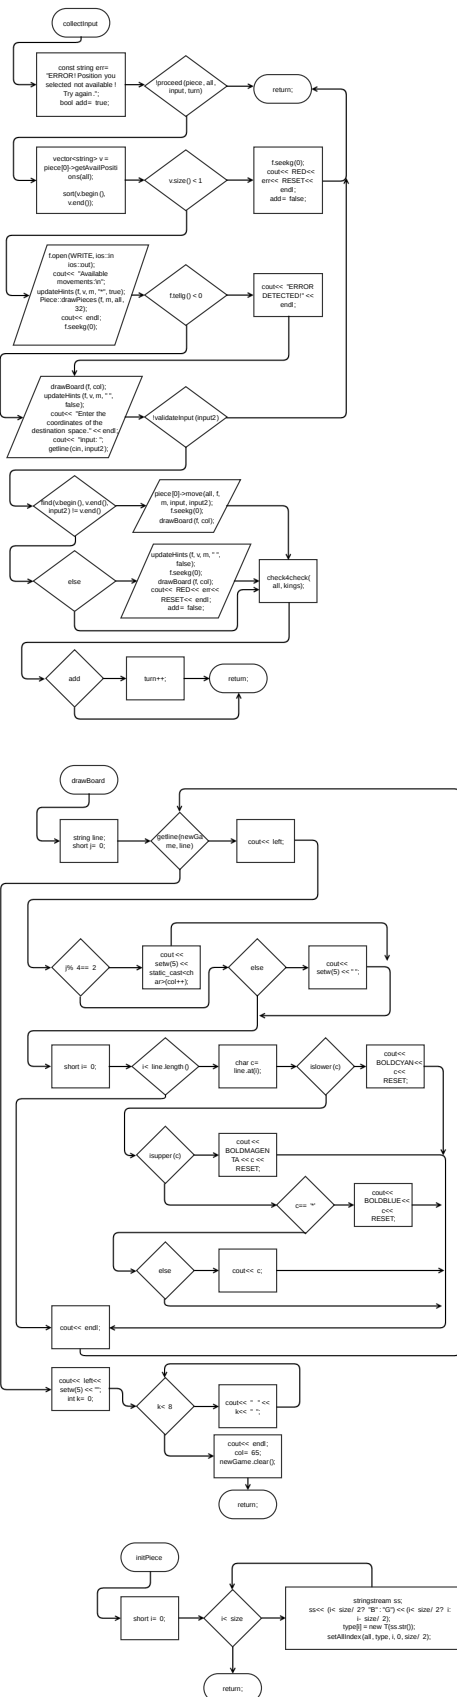 collectInput
const string err=
"ERROR! Position you
selected not available !
Try again .";
bool add= true;
!proceed(piece, all,
input, turn)
return;
vector<string> v =
piece[0]->getAvailPositi
ons(all);
sort(v.begin(),
v.end());
v.size() < 1
f.seekg(0);
cout<< RED<<
err<< RESET<<
endl;
add= false;
f.open(WRITE, ios::in
ios::out);
cout<< "Available
movements:\n";
updateHints (f, v, m, "*", true);
Piece::drawPieces (f, m, all,
32);
cout<< endl;
f.seekg(0);
f.tellg() < 0
cout<< "ERROR
DETECTED!" <<
endl;
drawBoard (f, col);
updateHints (f, v, m, " ",
false);
cout<< "Enter the
coordinates of the
destination space." << endl;
cout<< "input: ";
getline(cin, input2);
!validateInput (input2)
find(v.begin(), v.end(),
input2) != v.end()
piece[0]->move(all, f,
m, input, input2);
f.seekg(0);
drawBoard (f, col);
else
updateHints (f, v, m, " ",
false);
f.seekg(0);
drawBoard (f, col);
cout<< RED<< err<<
RESET<< endl;
add= false;
check4check(
all, kings);
add
turn++;
return;
drawBoard
string line;
short j= 0;
getline(newGa
me, line)
cout<< left;
j% 4== 2
cout <<
setw(5) <<
static_cast<ch
ar>(col++);
else
cout<<
setw(5) << " ";
short i= 0;
i< line.length()
char c=
line.at(i);
islower(c)
cout<<
BOLDCYAN<<
c<<
RESET;
isupper(c)
cout <<
BOLDMAGEN
TA << c <<
RESET;
c== '*'
cout<<
BOLDBLUE<<
c<<
RESET;
else
cout<< c;
cout<< endl;
cout<< left<<
setw(5) << "";
int k= 0;
k< 8
cout<< "  " <<
k<< "  ";
cout<< endl;
col= 65;
newGame.clear();
return;
initPiece
short i= 0;
i< size
stringstream ss;
ss<< (i< size/ 2? "B" : "G") << (i< size/ 2? i:
i- size/ 2);
type[i] = new T(ss.str());
setAllIndex(all, type, i, 0, size/ 2);
return;